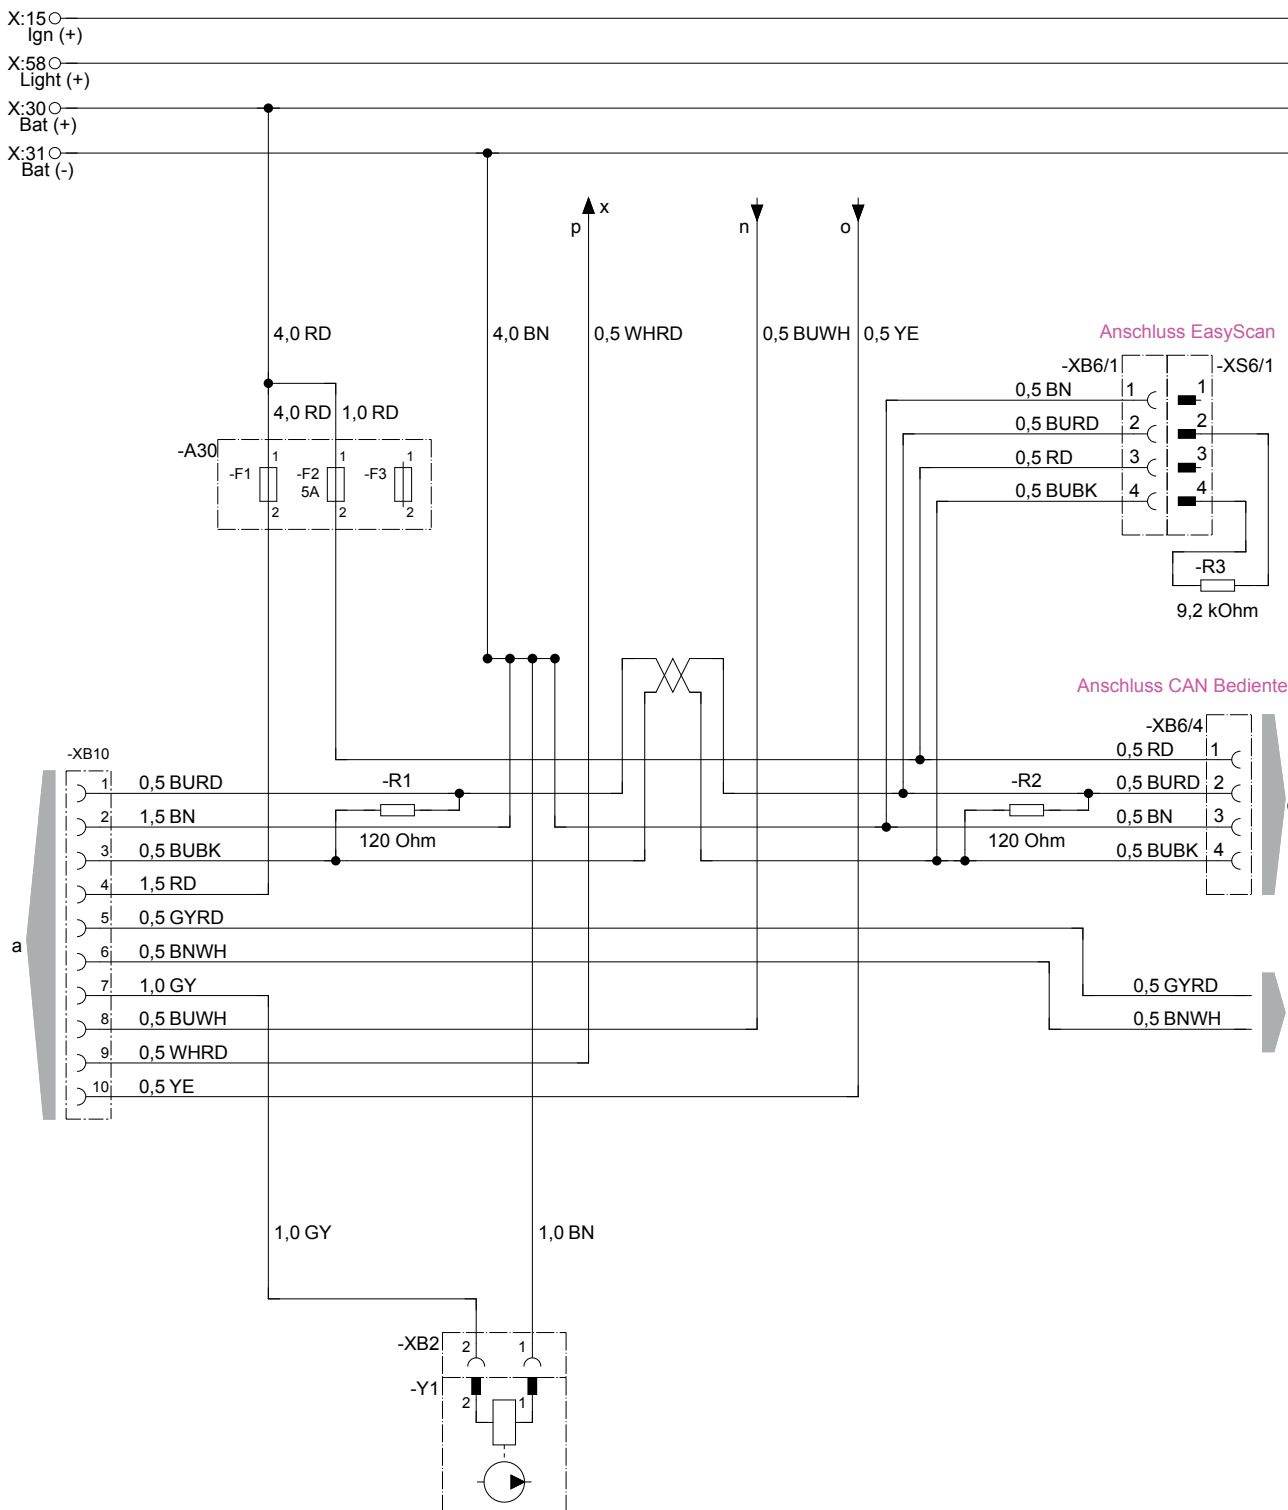 X:15
Ign (+)
X:58
Light (+)
X:30
Bat (+)
X:31
Bat (-)
p x n o
4,0 RD 4,0 BN 0,5 WHRD 0,5 BUWH 0,5 YE
Anschluss EasyScan
-XB6/1 -XS6/1
0,5 BN 1 1
0,5 BURD 2 2
0,5 RD 3 3
0,5 BUBK 4 4
-R3
9,2 kOhm
4,0 RD 1,0 RD
-A30
1 1 1
-F1 -F2 -F3
5A
2 2 2
Anschluss CAN Bediente
-XB6/4
0,5 RD 1
0,5 BURD 2
0,5 BN 3
0,5 BUBK 4
-R2
120 Ohm
-R1
120 Ohm
-XB10
1 0,5 BURD
2 1,5 BN
3 0,5 BUBK
4 1,5 RD
5 0,5 GYRD
6 0,5 BNWH
7 1,0 GY
8 0,5 BUWH
9 0,5 WHRD
10 0,5 YE
a
0,5 GYRD
0,5 BNWH
1,0 GY 1,0 BN
-XB2 2 1
-Y1
2 1